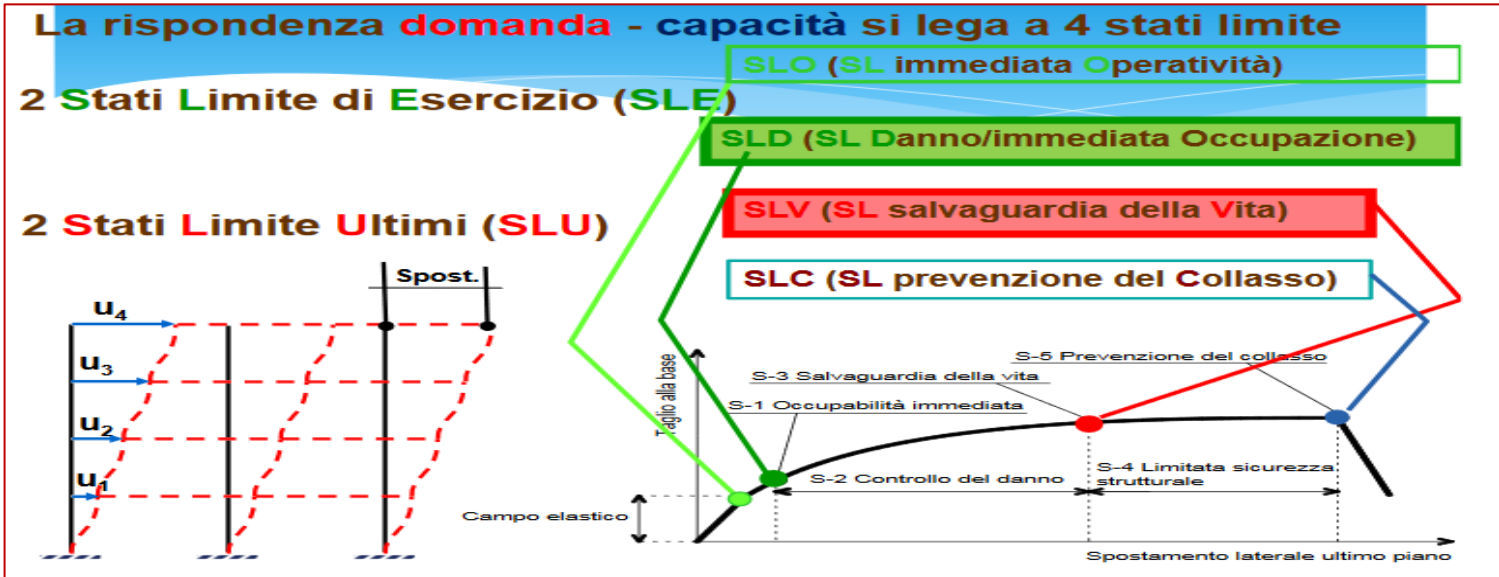 La rispondenza domanda - capacità si lega a 4 stati limite
SLO (SL immediata Operatività)
2 Stati Limite di Esercizio (SLE)
SLD (SL Danno/immediata Occupazione)
SLV (SL salvaguardia della Vita)
2 Stati Limite Ultimi (SLU)
SLC (SL prevenzione del Collasso)
Spost.
u4
u3
u2
u1
Taglio alla base
S-5 Prevenzione del collasso
S-3 Salvaguardia della vita
S-1 Occupabilità immediata
S-2 Controllo del danno
S-4 Limitata sicurezza
strutturale
Campo elastico
Spostamento laterale ultimo piano